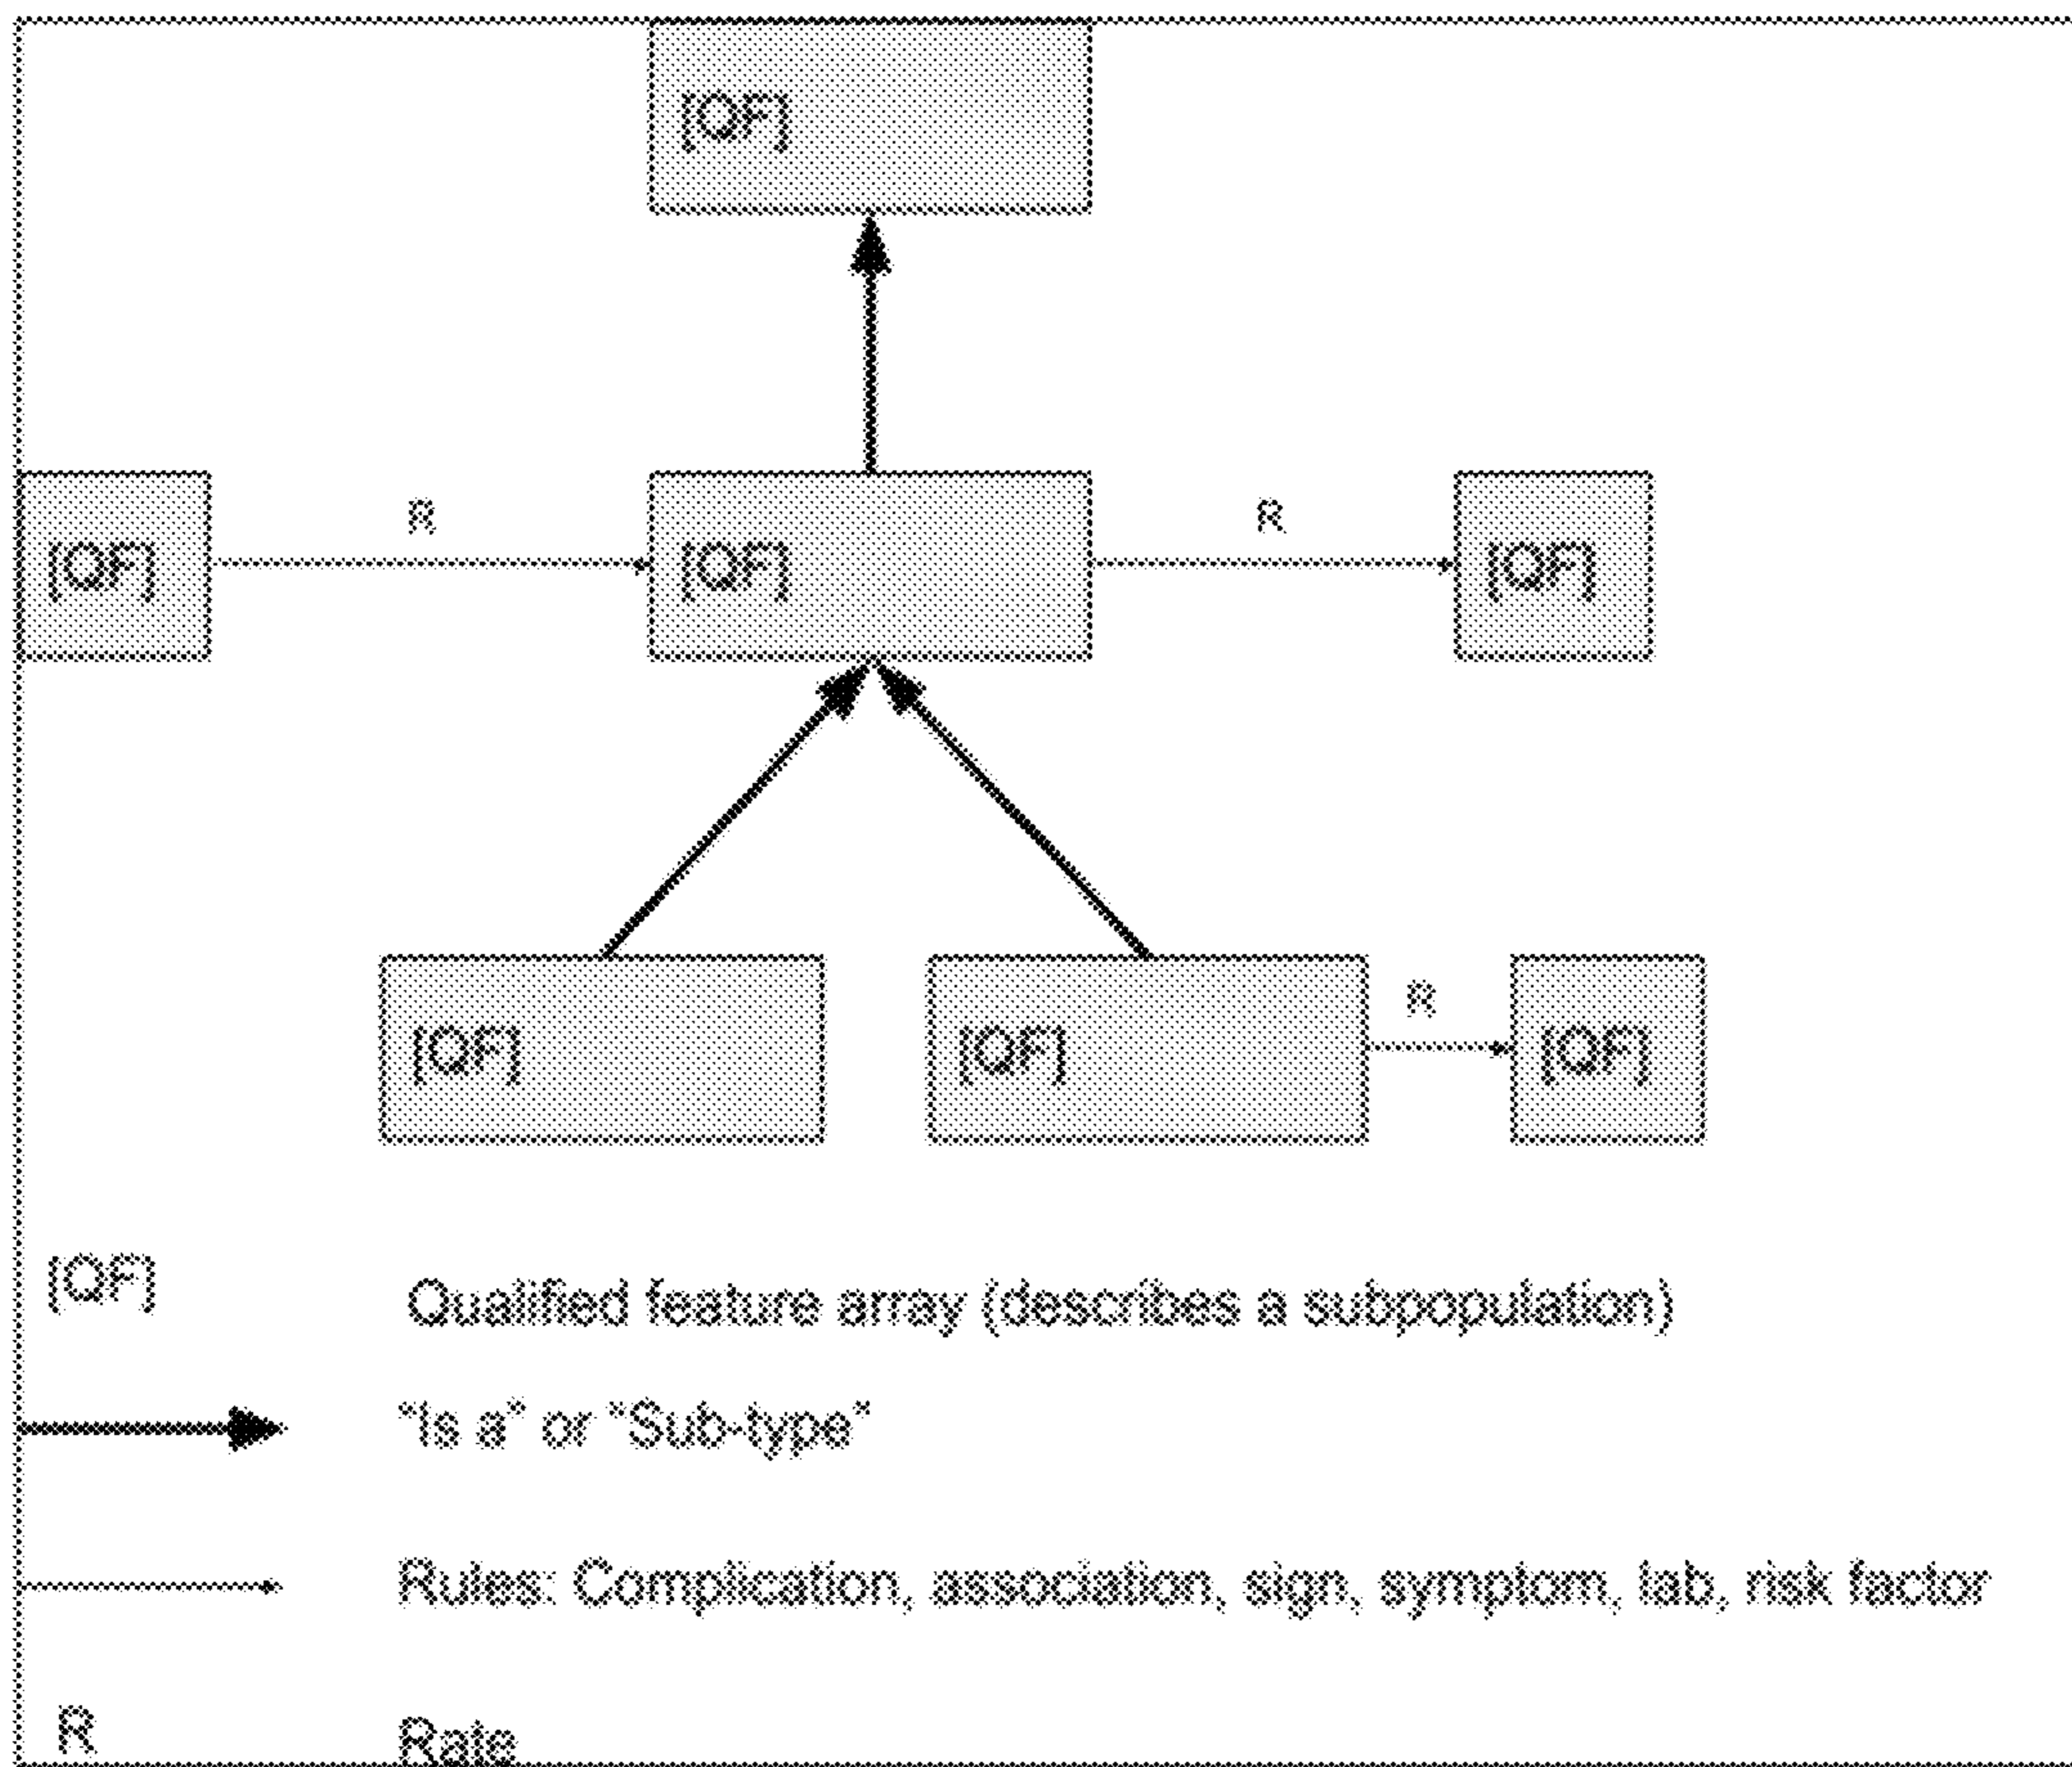 [QF]
R R
[QF] [QF] [QF]
R
[QF] [QF] [QF]
[QF] Qualified feature array (describes a subpopulation)
"Is a" or "Sub-type"
Rules: Complication, association, sign, symptom, lab, risk factor
R Rate